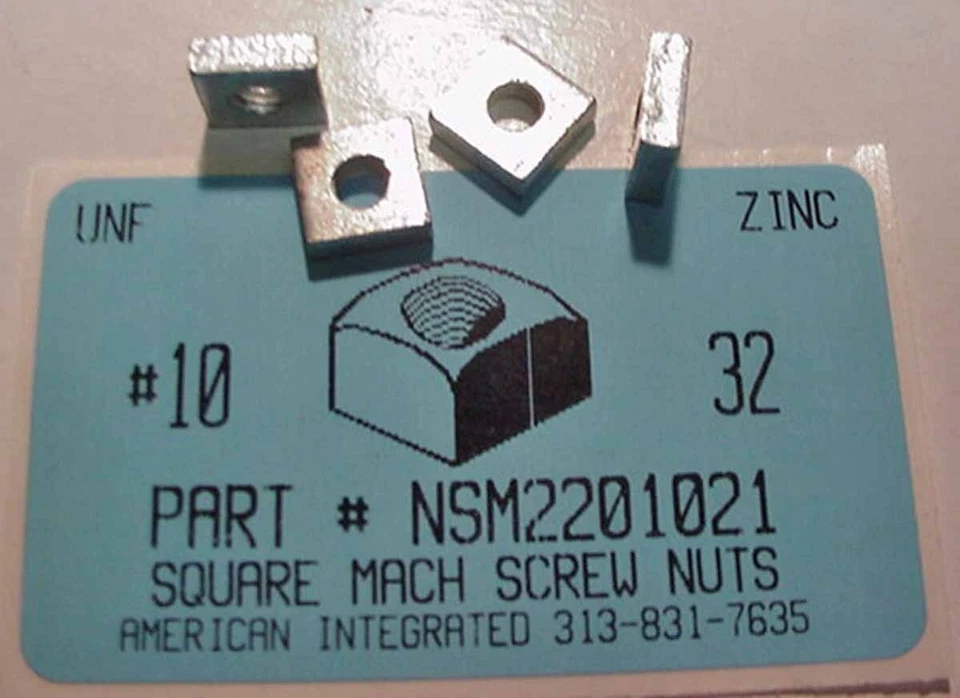 UNF ZINC
#10 32
PART # NSM2201021
SQUARE MACH SCREW NUTS
AMERICAN INTEGRATED 313-831-7635